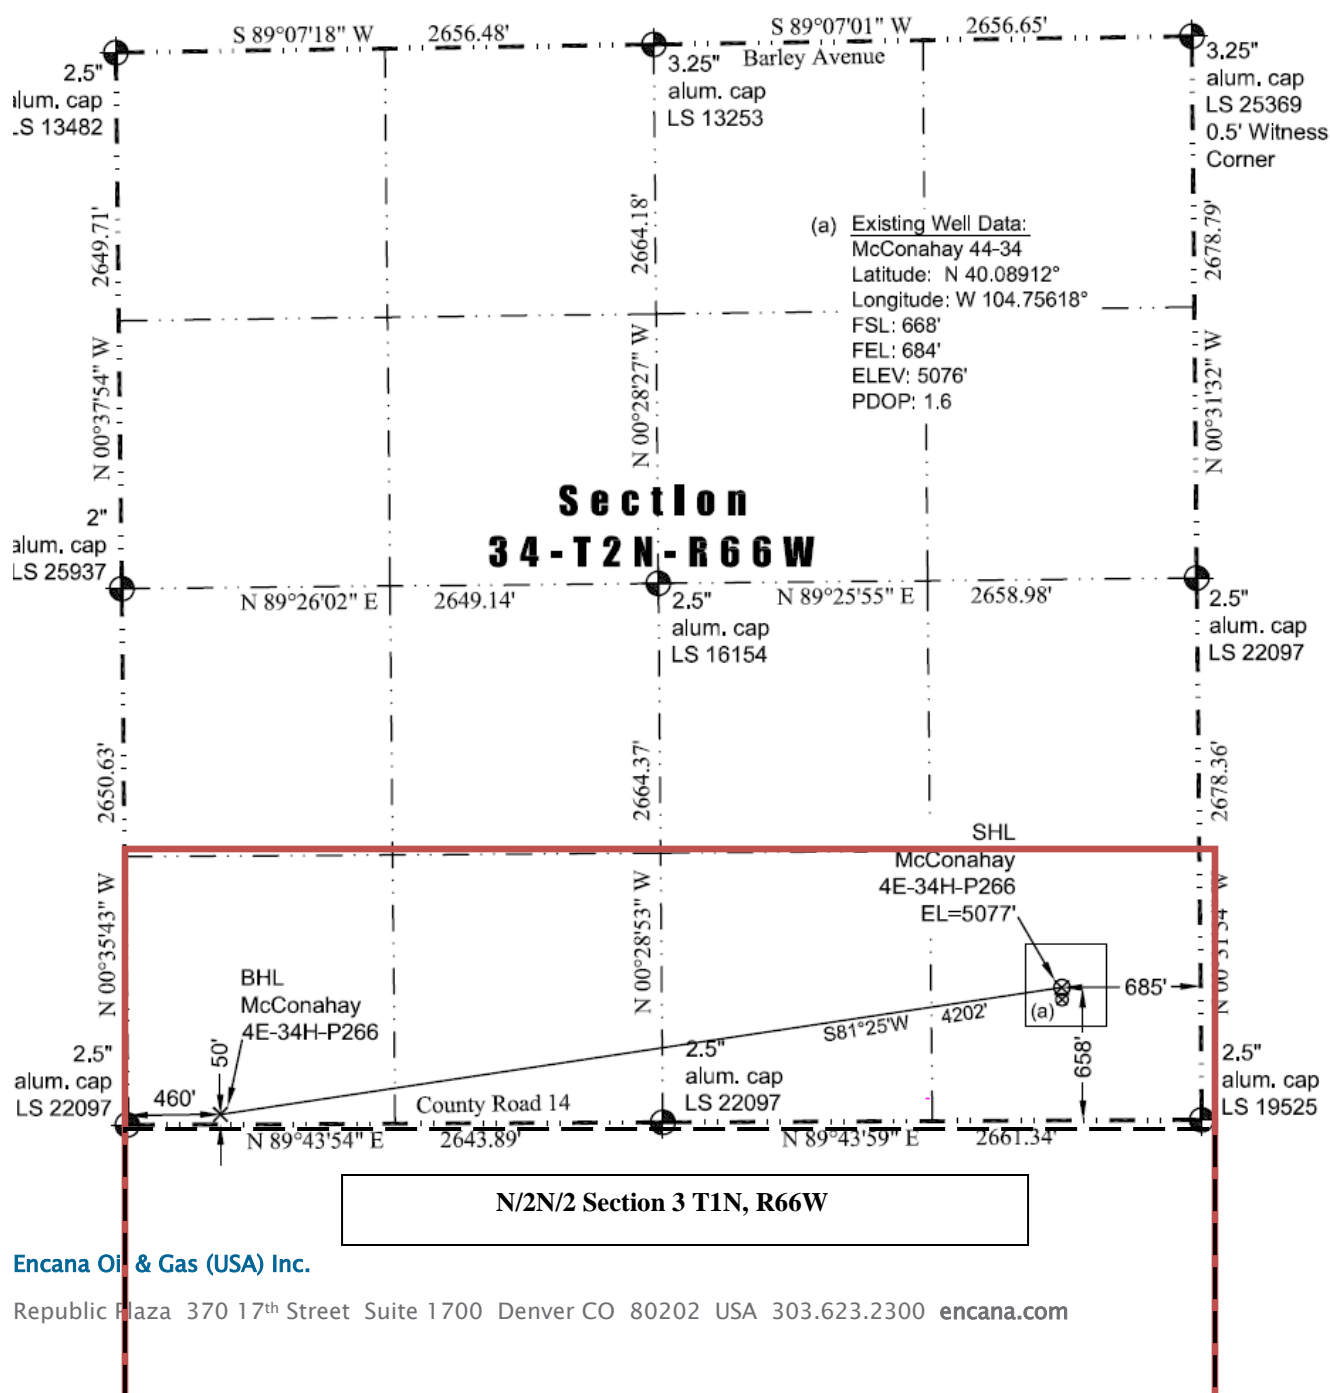 S 89°07'18" W
2656.48'
S 89°07'01" W
2656.65'
Barley Avenue
2.5"
alum. cap
LS 13482
3.25"
alum. cap
LS 13253
3.25"
alum. cap
LS 25369
0.5' Witness
Corner
2649.71'
2664.18'
2678.79'
(a) Existing Well Data:
McConahay 44-34
Latitude: N 40.08912°
Longitude: W 104.75618°
FSL: 668'
FEL: 684'
ELEV: 5076'
PDOP: 1.6
N 00°37'54" W
N 00°28'27" W
N 00°31'32" W
Section
34-T2N-R66W
2"
alum. cap
LS 25937
N 89°26'02" E
2649.14'
2.5"
alum. cap
LS 16154
N 89°25'55" E
2658.98'
2.5"
alum. cap
LS 22097
2650.63'
2664.37'
2678.36'
N 00°35'43" W
N 00°28'53" W
N 00°31'34" W
SHL
McConahay
4E-34H-P266
EL=5077'
BHL
McConahay
4E-34H-P266
685'
(a)
S81°25'W
4202'
658'
50'
460'
2.5"
alum. cap
LS 22097
County Road 14
2.5"
alum. cap
LS 22097
2.5"
alum. cap
LS 19525
N 89°43'54" E
2643.89'
N 89°43'59" E
2661.34'
N/2N/2 Section 3 T1N, R66W
Encana Oil & Gas (USA) Inc.
Republic Plaza 370 17th Street Suite 1700 Denver CO 80202 USA 303.623.2300 encana.com